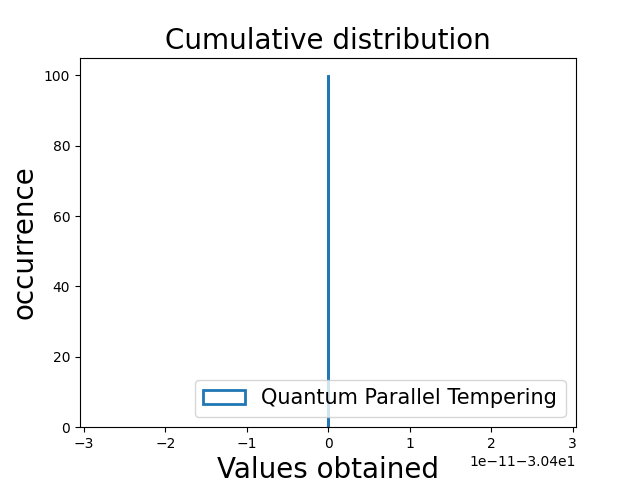 Cumulative distribution
occurrence
100
80
60
40
20
0
Quantum Parallel Tempering
−3
−2
−1
0
1
2
3
1e−11−3.04e1
Values obtained